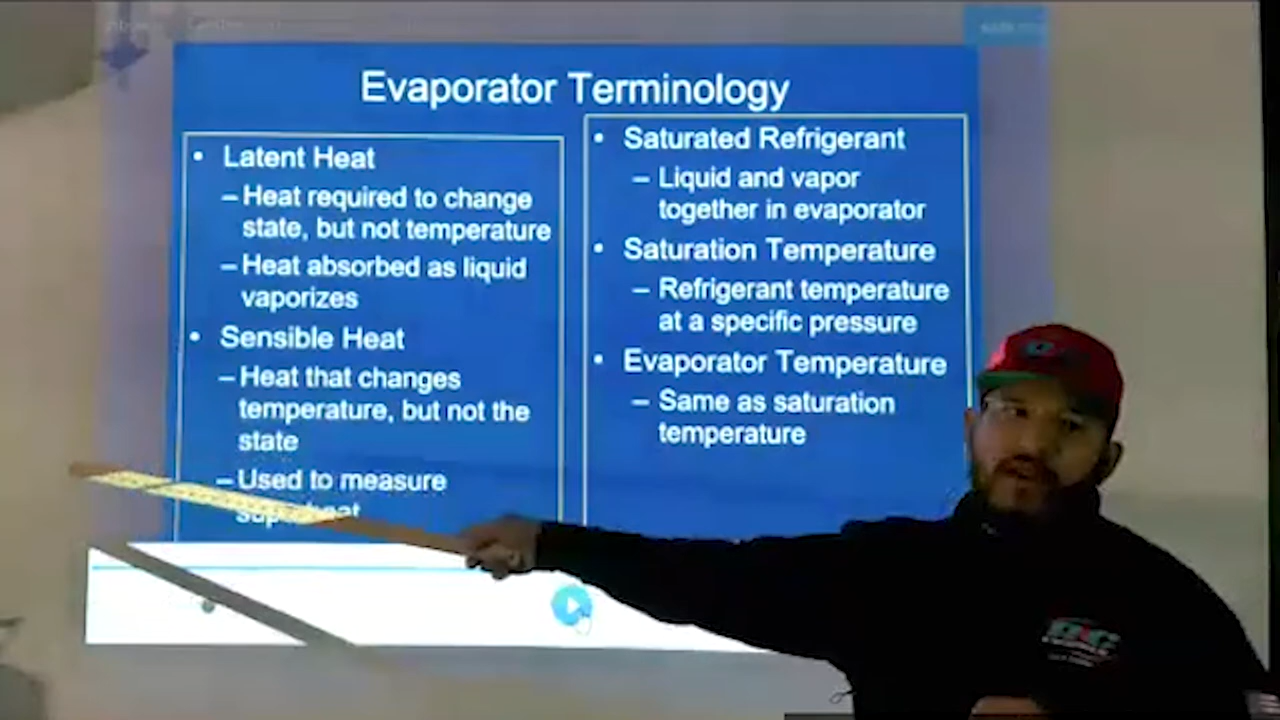 Evaporator Terminology
• Latent Heat
– Heat required to change
state, but not temperature
– Heat absorbed as liquid
vaporizes
• Sensible Heat
– Heat that changes
temperature, but not the
state
– Used to measure
• Saturated Refrigerant
– Liquid and vapor
together in evaporator
• Saturation Temperature
– Refrigerant temperature
at a specific pressure
• Evaporator Temperature
– Same as saturation
temperature